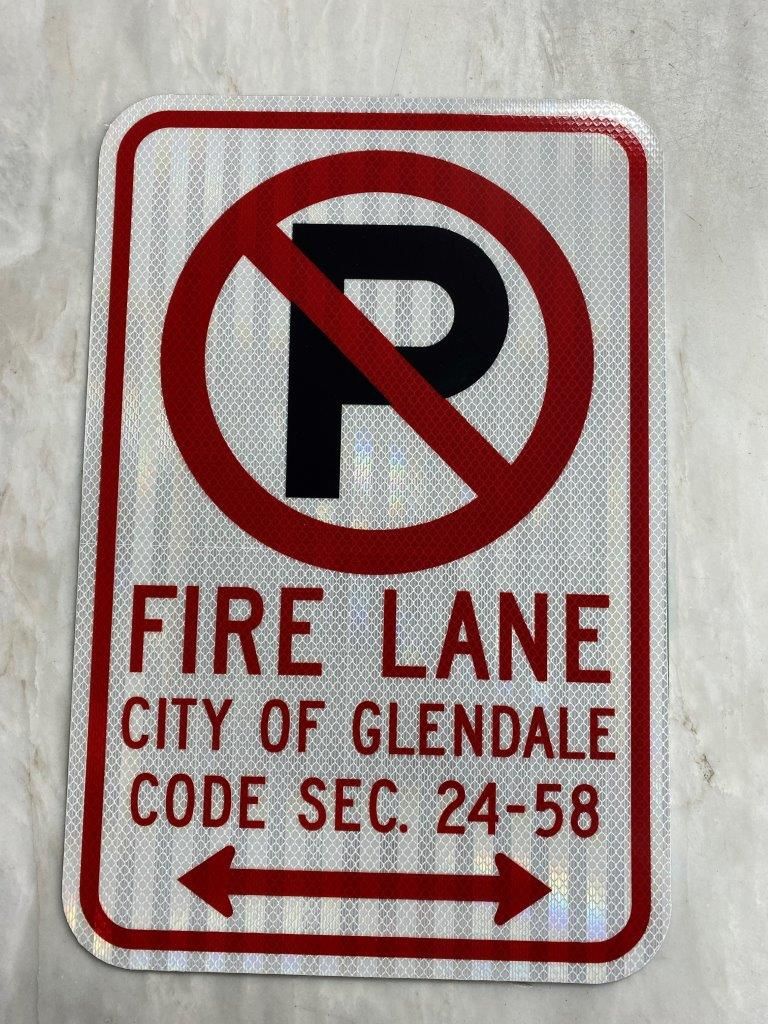 P
FIRE LANE
CITY OF GLENDALE
CODE SEC. 24-58